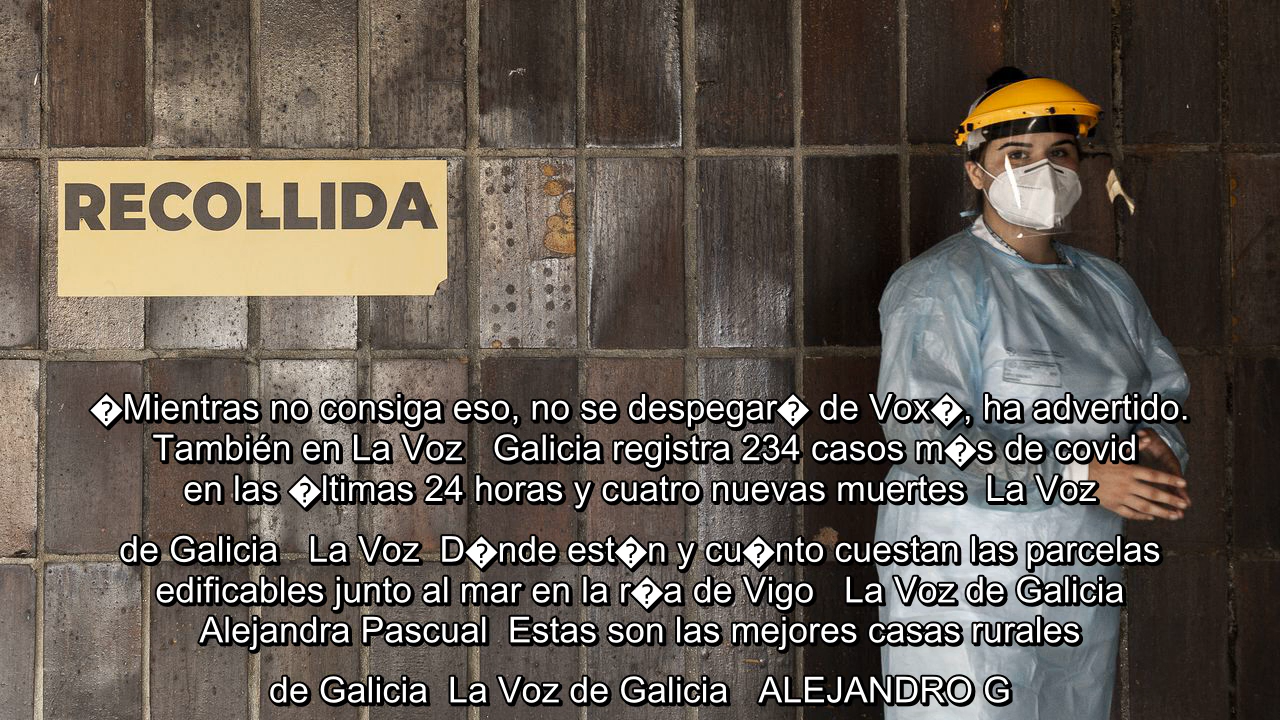 RECOLLIDA
�Mientras no consiga eso, no se despegar� de Vox�, ha advertido.
También en La Voz Galicia registra 234 casos m�s de covid
en las �ltimas 24 horas y cuatro nuevas muertes La Voz
de Galicia La Voz D�nde est�n y cu�nto cuestan las parcelas
edificables junto al mar en la r�a de Vigo La Voz de Galicia
Alejandra Pascual Estas son las mejores casas rurales
de Galicia La Voz de Galicia ALEJANDRO G